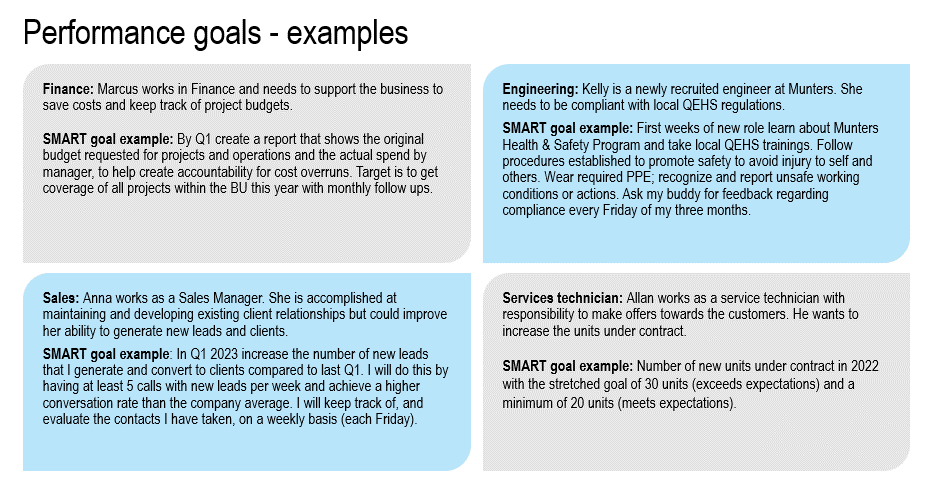 Performance goals - examples
Finance: Marcus works in Finance and needs to support the business to
save costs and keep track of project budgets.
SMART goal example: By Q1 create a report that shows the original
budget requested for projects and operations and the actual spend by
manager, to help create accountability for cost overruns. Target is to get
coverage of all projects within the BU this year with monthly follow ups.
Engineering: Kelly is a newly recruited engineer at Munters. She
needs to be compliant with local QEHS regulations.
SMART goal example: First weeks of new role learn about Munters
Health & Safety Program and take local QEHS trainings. Follow
procedures established to promote safety to avoid injury to self and
others. Wear required PPE; recognize and report unsafe working
conditions or actions. Ask my buddy for feedback regarding
compliance every Friday of my three months.
Sales: Anna works as a Sales Manager. She is accomplished at
maintaining and developing existing client relationships but could improve
her ability to generate new leads and clients.
SMART goal example: In Q1 2023 increase the number of new leads
that I generate and convert to clients compared to last Q1. I will do this by
having at least 5 calls with new leads per week and achieve a higher
conversation rate than the company average. I will keep track of, and
evaluate the contacts I have taken, on a weekly basis (each Friday).
Services technician: Allan works as a service technician with
responsibility to make offers towards the customers. He wants to
increase the units under contract.
SMART goal example: Number of new units under contract in 2022
with the stretched goal of 30 units (exceeds expectations) and a
minimum of 20 units (meets expectations).